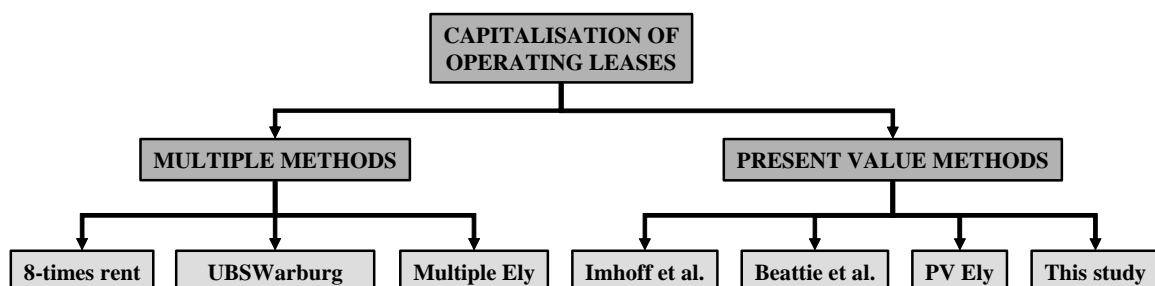 CAPITALISATION OF
OPERATING LEASES
MULTIPLE METHODS
PRESENT VALUE METHODS
8-times rent
UBSWarburg
Multiple Ely
Imhoff et al.
Beattie et al.
PV Ely
This study